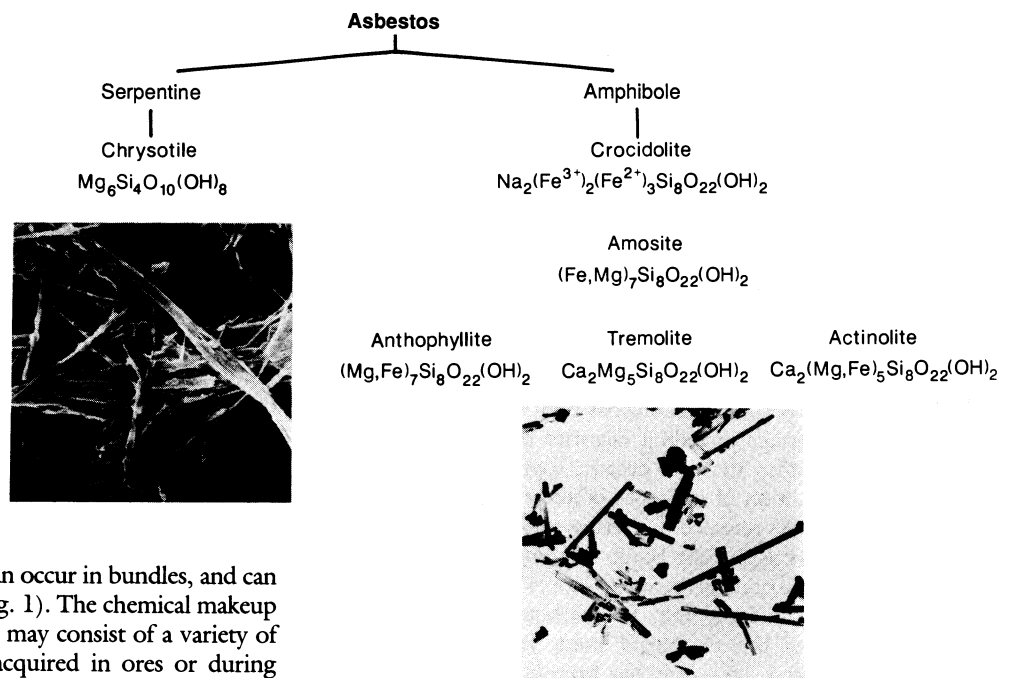 Asbestos
Serpentine Amphibole
Chrysotile Crocidolite
Mg₆Si₄O₁₀(OH)₈ Na₂(Fe³⁺)₂(Fe²⁺)₃Si₈O₂₂(OH)₂
Amosite
(Fe,Mg)₇Si₈O₂₂(OH)₂
Anthophyllite Tremolite Actinolite
(Mg,Fe)₇Si₈O₂₂(OH)₂ Ca₂Mg₅Si₈O₂₂(OH)₂ Ca₂(Mg,Fe)₅Si₈O₂₂(OH)₂
n occur in bundles, and can
g. 1). The chemical makeup
may consist of a variety of
acquired in ores or during